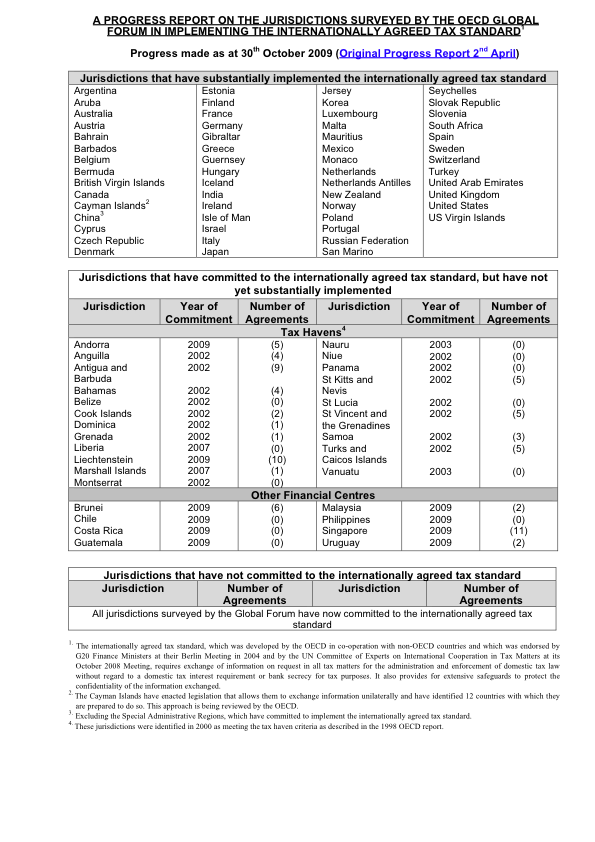 A PROGRESS REPORT ON THE JURISDICTIONS SURVEYED BY THE OECD GLOBAL
FORUM IN IMPLEMENTING THE INTERNATIONALLY AGREED TAX STANDARD1
Progress made as at 30th October 2009 (Original Progress Report 2nd April)
Jurisdictions that have substantially implemented the internationally agreed tax standard
Argentina Estonia Jersey Seychelles
Aruba Finland Korea Slovak Republic
Australia France Luxembourg Slovenia
Austria Germany Malta South Africa
Bahrain Gibraltar Mauritius Spain
Barbados Greece Mexico Sweden
Belgium Guernsey Monaco Switzerland
Bermuda Hungary Netherlands Turkey
British Virgin Islands Iceland Netherlands Antilles United Arab Emirates
Canada India New Zealand United Kingdom
Cayman Islands2 Ireland Norway United States
China3 Isle of Man Poland US Virgin Islands
Cyprus Israel Portugal
Czech Republic Italy Russian Federation
Denmark Japan San Marino
Jurisdictions that have committed to the internationally agreed tax standard, but have not
yet substantially implemented
Jurisdiction Year of Number of Jurisdiction Year of Number of
Commitment Agreements Commitment Agreements
Tax Havens4
Andorra 2009 (5) Nauru 2003 (0)
Anguilla 2002 (4) Niue 2002 (0)
Antigua and 2002 (9) Panama 2002 (0)
Barbuda St Kitts and 2002 (5)
Bahamas 2002 (4) Nevis
Belize 2002 (0) St Lucia 2002 (0)
Cook Islands 2002 (2) St Vincent and 2002 (5)
Dominica 2002 (1) the Grenadines
Grenada 2002 (1) Samoa 2002 (3)
Liberia 2007 (0) Turks and 2002 (5)
Liechtenstein 2009 (10) Caicos Islands
Marshall Islands 2007 (1) Vanuatu 2003 (0)
Montserrat 2002 (0)
Other Financial Centres
Brunei 2009 (6) Malaysia 2009 (2)
Chile 2009 (0) Philippines 2009 (0)
Costa Rica 2009 (0) Singapore 2009 (11)
Guatemala 2009 (0) Uruguay 2009 (2)
Jurisdictions that have not committed to the internationally agreed tax standard
Jurisdiction Number of Jurisdiction Number of
Agreements Agreements
All jurisdictions surveyed by the Global Forum have now committed to the internationally agreed tax
standard
1. The internationally agreed tax standard, which was developed by the OECD in co-operation with non-OECD countries and which was endorsed by
G20 Finance Ministers at their Berlin Meeting in 2004 and by the UN Committee of Experts on International Cooperation in Tax Matters at its
October 2008 Meeting, requires exchange of information on request in all tax matters for the administration and enforcement of domestic tax law
without regard to a domestic tax interest requirement or bank secrecy for tax purposes. It also provides for extensive safeguards to protect the
confidentiality of the information exchanged.
2. The Cayman Islands have enacted legislation that allows them to exchange information unilaterally and have identified 12 countries with which they
are prepared to do so. This approach is being reviewed by the OECD.
3. Excluding the Special Administrative Regions, which have committed to implement the internationally agreed tax standard.
4. These jurisdictions were identified in 2000 as meeting the tax haven criteria as described in the 1998 OECD report.